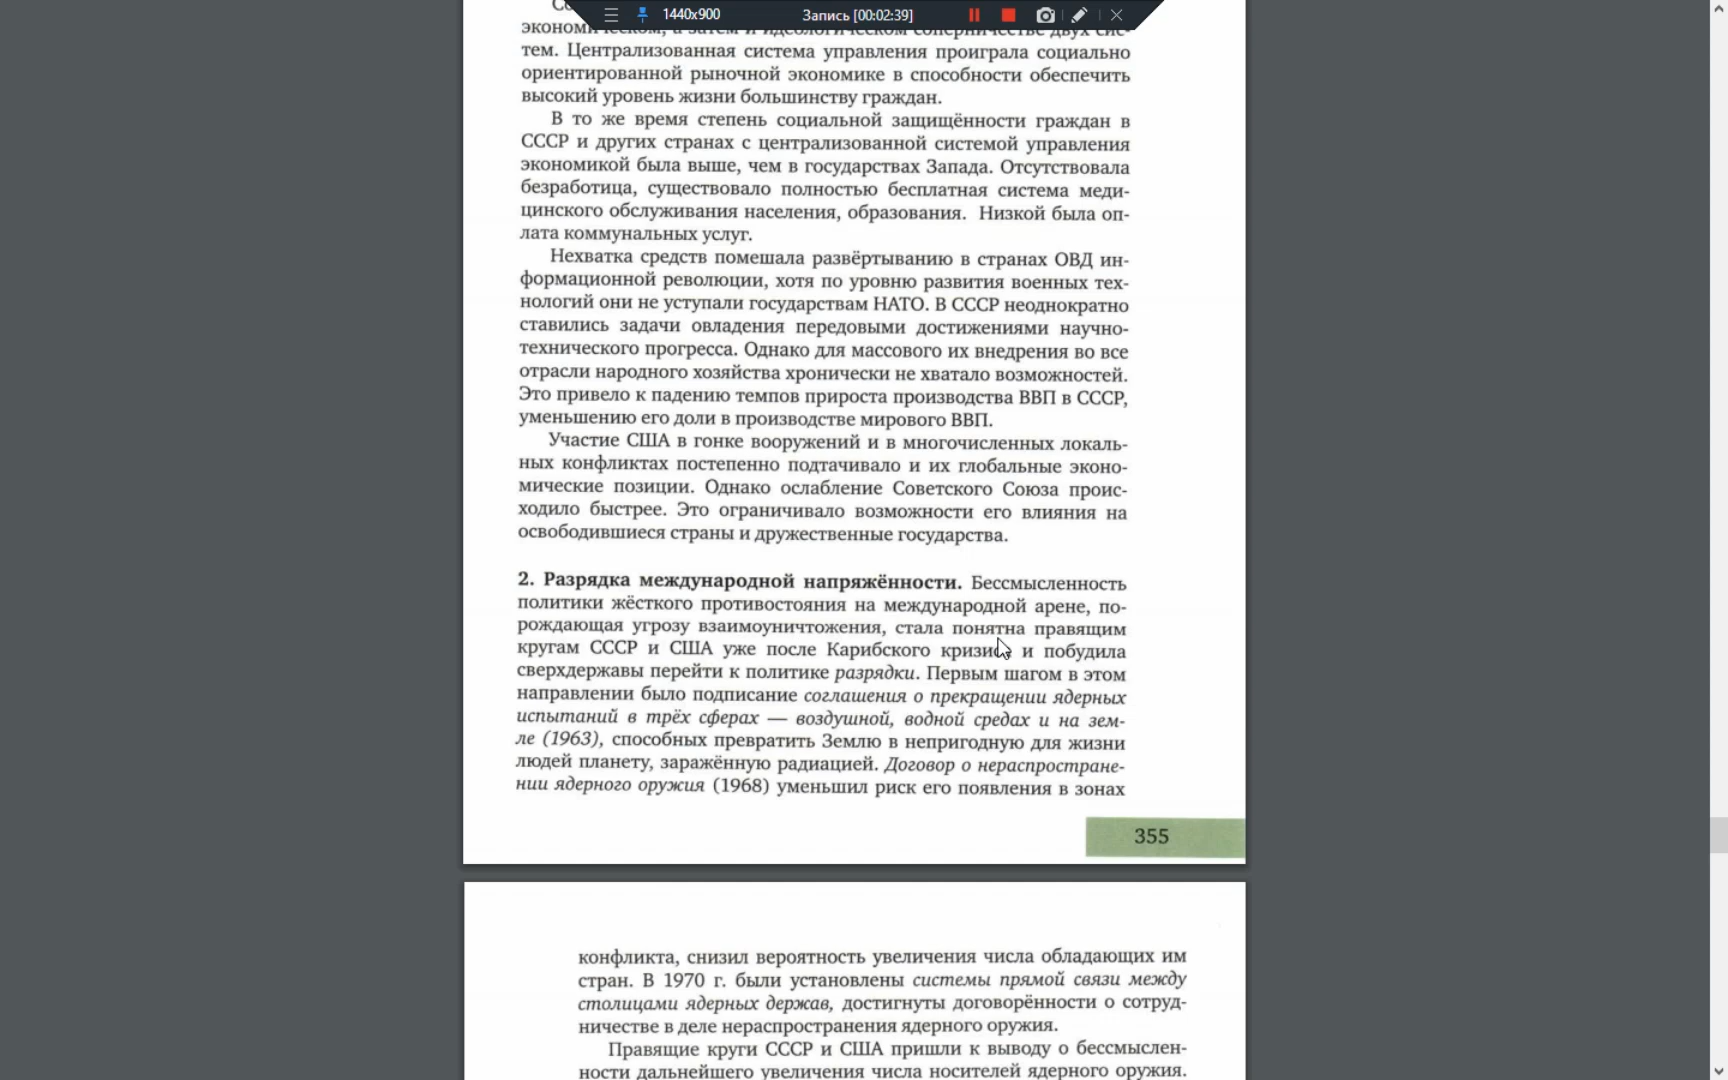 1440x900
Запись [00:02:39]
тем. Централизованная система управления проиграла социально
ориентированной рыночной экономике в способности обеспечить
высокий уровень жизни большинству граждан.
В то же время степень социальной защищённости граждан в
СССР и других странах с централизованной системой управления
экономикой была выше, чем в государствах Запада. Отсутствовала
безработица, существовало полностью бесплатная система меди-
цинского обслуживания населения, образования. Низкой была оп-
лата коммунальных услуг.
Нехватка средств помешала развёртыванию в странах ОВД ин-
формационной революции, хотя по уровню развития военных тех-
нологий они не уступали государствам НАТО. В СССР неоднократно
ставились задачи овладения передовыми достижениями научно-
технического прогресса. Однако для массового их внедрения во все
отрасли народного хозяйства хронически не хватало возможностей.
Это привело к падению темпов прироста производства ВВП в СССР,
уменьшению его доли в производстве мирового ВВП.
Участие США в гонке вооружений и в многочисленных локаль-
ных конфликтах постепенно подтачивало и их глобальные эконо-
мические позиции. Однако ослабление Советского Союза проис-
ходило быстрее. Это ограничивало возможности его влияния на
освободившиеся страны и дружественные государства.
2. Разрядка международной напряжённости. Бессмысленность
политики жёсткого противостояния на международной арене, по-
рождающая угрозу взаимоуничтожения, стала понятна правящим
кругам СССР и США уже после Карибского кризиса и побудила
сверхдержавы перейти к политике разрядки. Первым шагом в этом
направлении было подписание соглашения о прекращении ядерных
испытаний в трёх сферах — воздушной, водной средах и на зем-
ле (1963), способных превратить Землю в непригодную для жизни
людей планету, заражённую радиацией. Договор о нераспростране-
нии ядерного оружия (1968) уменьшил риск его появления в зонах
355
конфликта, снизил вероятность увеличения числа обладающих им
стран. В 1970 г. были установлены системы прямой связи между
столицами ядерных держав, достигнуты договорённости о сотруд-
ничестве в деле нераспространения ядерного оружия.
Правящие круги СССР и США пришли к выводу о бессмыслен-
ности дальнейшего увеличения числа носителей ядерного оружия.